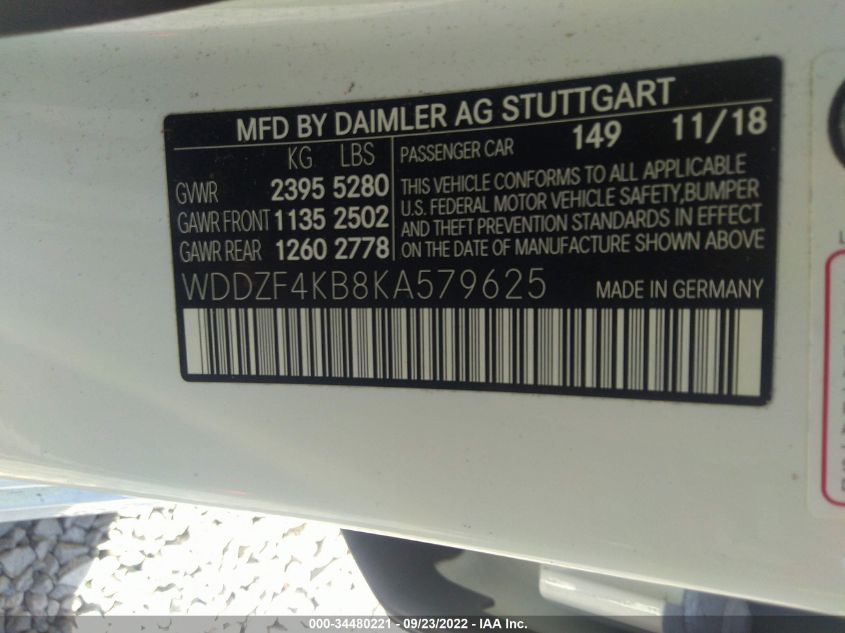 MFD BY DAIMLER AG STUTTGART
KG LBS
GVWR 2395 5280
GAWR FRONT 1135 2502
GAWR REAR 1260 2778
PASSENGER CAR 149 11/18
THIS VEHICLE CONFORMS TO ALL APPLICABLE
U.S. FEDERAL MOTOR VEHICLE SAFETY,BUMPER
AND THEFT PREVENTION STANDARDS IN EFFECT
ON THE DATE OF MANUFACTURE SHOWN ABOVE
WDDZF4KB8KA579625 MADE IN GERMANY
000-34480221 - 09/23/2022 - IAA Inc.